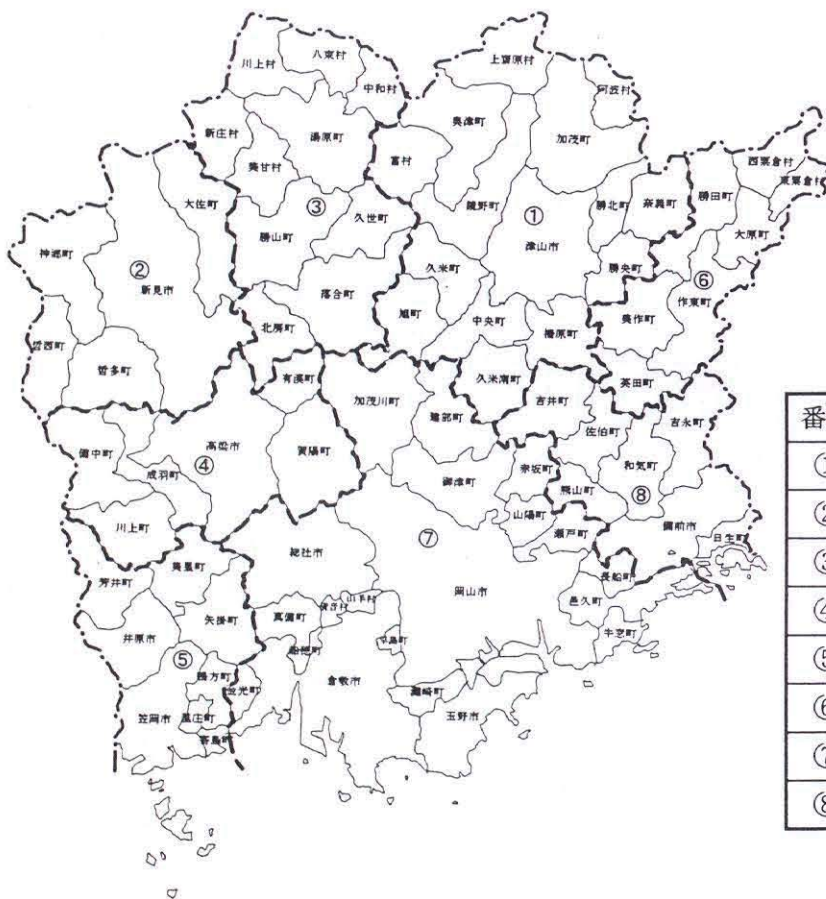 川上村
八束村
中和村
上齋原村
阿波村
新庄村
湯原町
奥津町
加茂町
美甘村
富村
西粟倉村
東粟倉村
大佐町
③
久世町
鏡野町
①
勝北町
奈義町
勝田町
大原町
勝山町
津山市
神郷町
②
新見市
久米町
勝央町
⑥
作東町
落合町
旭町
中央町
柵原町
美作町
哲西町
哲多町
北房町
英田町
有漢町
加茂川町
久米南町
吉井町
建部町
佐伯町
吉永町
番
備中町
高梁市
賀陽町
④
成羽町
御津町
赤坂町
和気町
熊山町
⑧
①
川上町
山陽町
瀬戸町
備前市
日生町
②
⑦
総社市
岡山市
長船町
③
芳井町
美星町
邑久町
④
矢掛町
真備町
清音村
山手村
牛窓町
⑤
井原市
船穂町
早島町
⑥
⑤
鴨方町
金光町
倉敷市
灘崎町
⑦
笠岡市
里庄町
玉野市
⑧
寄島町